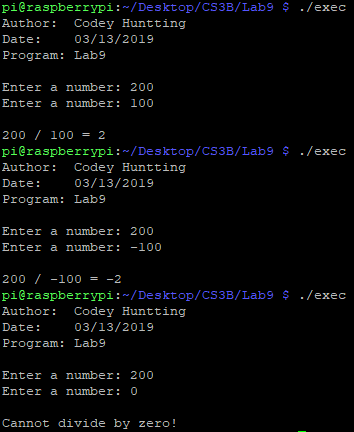 pi@raspberrypi:~/Desktop/CS3B/Lab9 $ ./exec
Author:  Codey Huntting
Date:    03/13/2019
Program: Lab9
Enter a number: 200
Enter a number: 100
200 / 100 = 2
pi@raspberrypi:~/Desktop/CS3B/Lab9 $ ./exec
Author:  Codey Huntting
Date:    03/13/2019
Program: Lab9
Enter a number: 200
Enter a number: -100
200 / -100 = -2
pi@raspberrypi:~/Desktop/CS3B/Lab9 $ ./exec
Author:  Codey Huntting
Date:    03/13/2019
Program: Lab9
Enter a number: 200
Enter a number: 0
Cannot divide by zero!